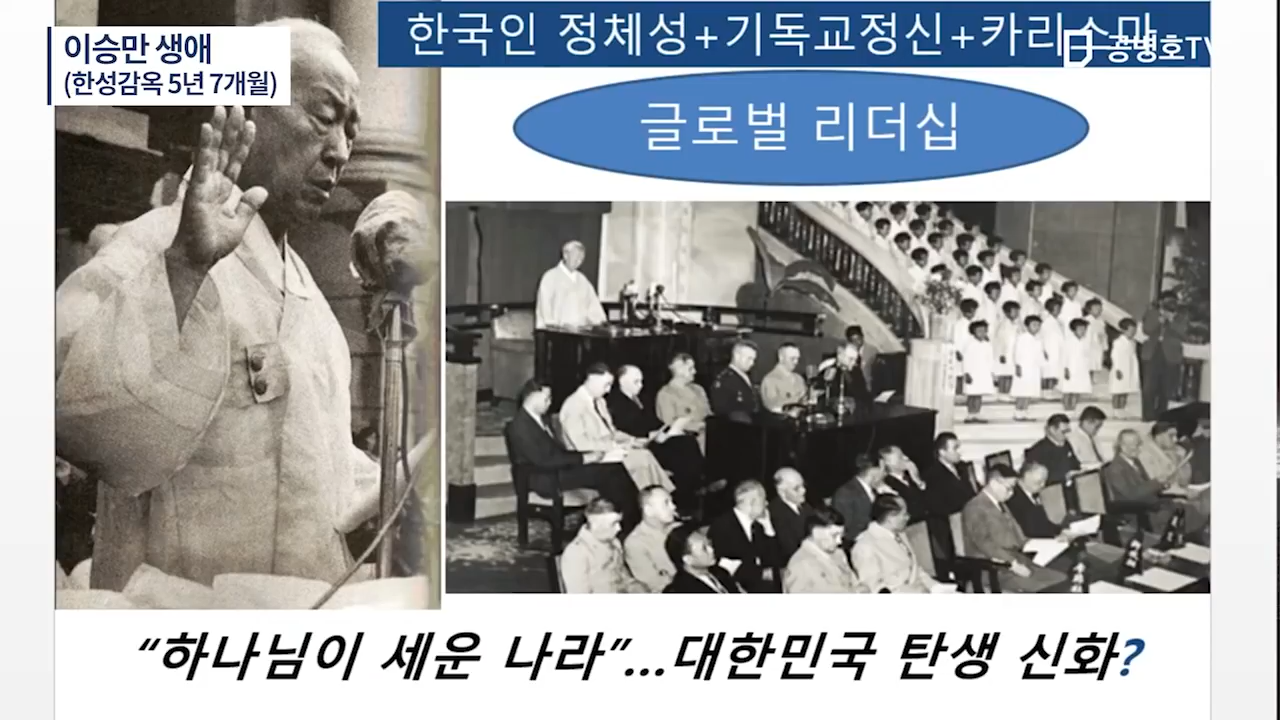 이승만 생애
(한성감옥 5년 7개월)
한국인 정체성+기독교정신+카리스마
공병호TV
글로벌 리더십
“하나님이 세운 나라”...대한민국 탄생 신화?